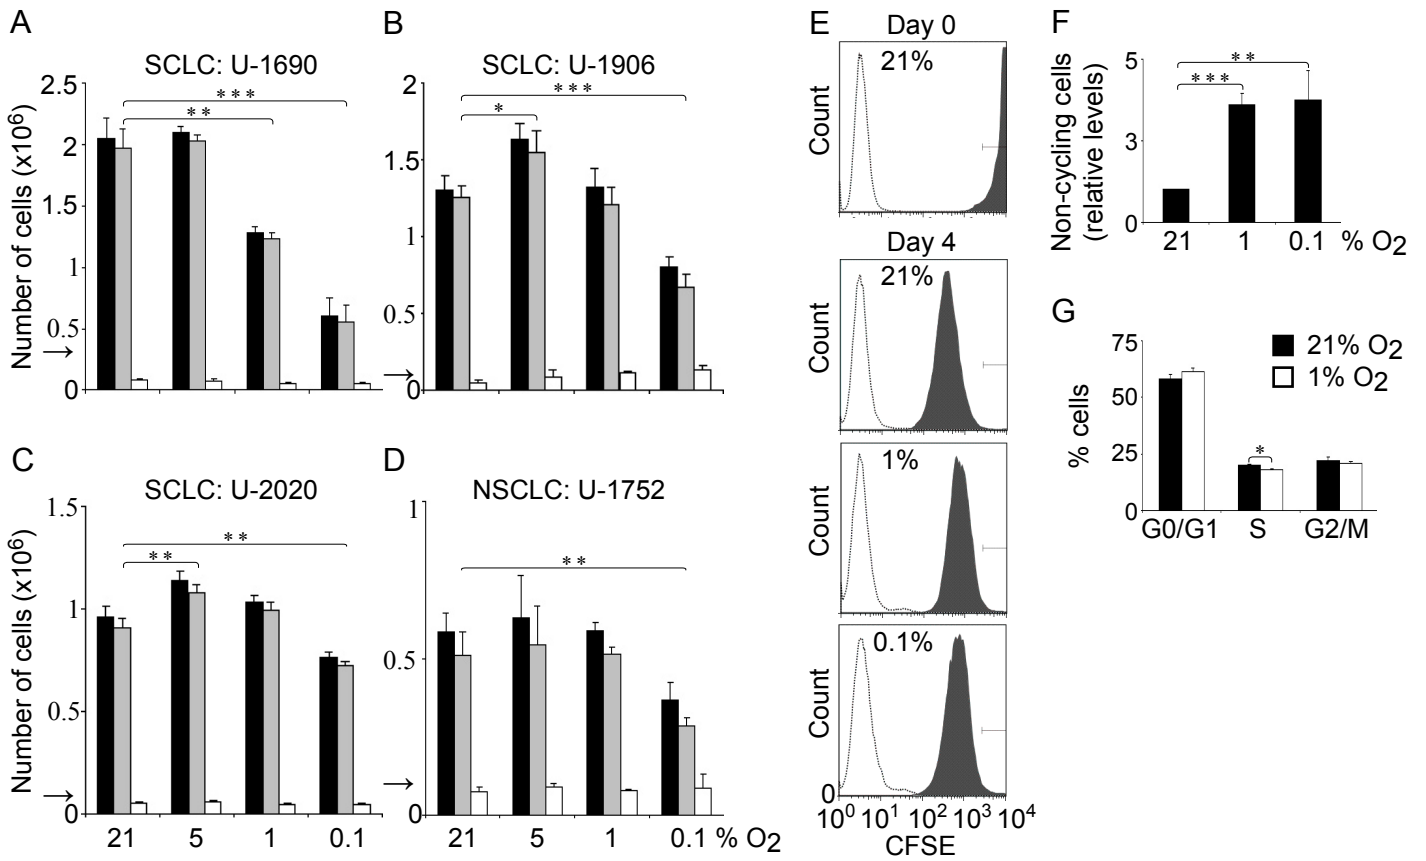 A
SCLC: U-1690
Number of cells (x10⁶)
2.5
2
1.5
1
0.5
0
→
* * *
* *
B
SCLC: U-1906
2
1.5
1
0.5
0
→
* * *
*
C
SCLC: U-2020
Number of cells (x10⁶)
1.5
1
0.5
0
→
* *
* *
21 5 1 0.1
D
NSCLC: U-1752
1
0.5
0
→
* *
21 5 1 0.1 % O2
E
Day 0
21%
Count
Day 4
21%
Count
1%
Count
0.1%
Count
0
10⁰ 10¹ 10² 10³ 10⁴
CFSE
F
Non-cycling cells
(relative levels)
5
3
0
* *
* * *
21 1 0.1 % O2
G
% cells
75
50
25
0
21% O2
1% O2
*
G0/G1 S G2/M